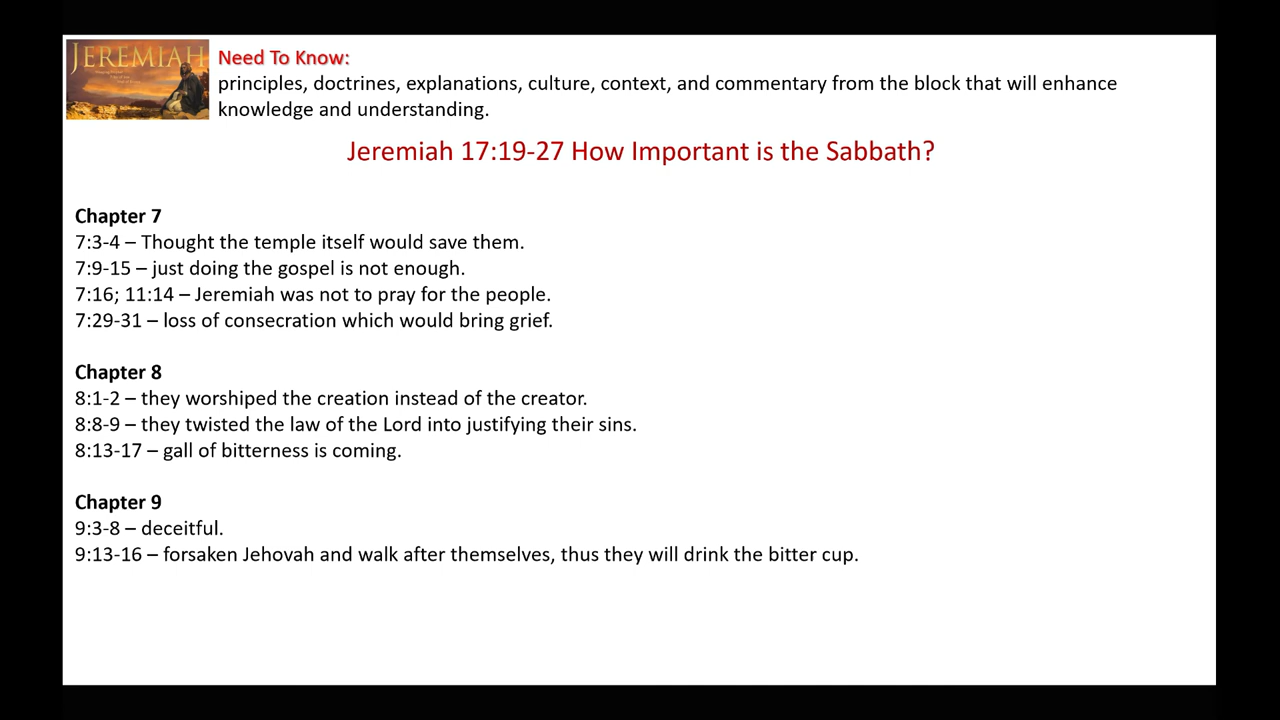 JEREMIAH
Need To Know:
principles, doctrines, explanations, culture, context, and commentary from the block that will enhance
knowledge and understanding.
Jeremiah 17:19-27 How Important is the Sabbath?
Chapter 7
7:3-4 – Thought the temple itself would save them.
7:9-15 – just doing the gospel is not enough.
7:16; 11:14 – Jeremiah was not to pray for the people.
7:29-31 – loss of consecration which would bring grief.
Chapter 8
8:1-2 – they worshiped the creation instead of the creator.
8:8-9 – they twisted the law of the Lord into justifying their sins.
8:13-17 – gall of bitterness is coming.
Chapter 9
9:3-8 – deceitful.
9:13-16 – forsaken Jehovah and walk after themselves, thus they will drink the bitter cup.